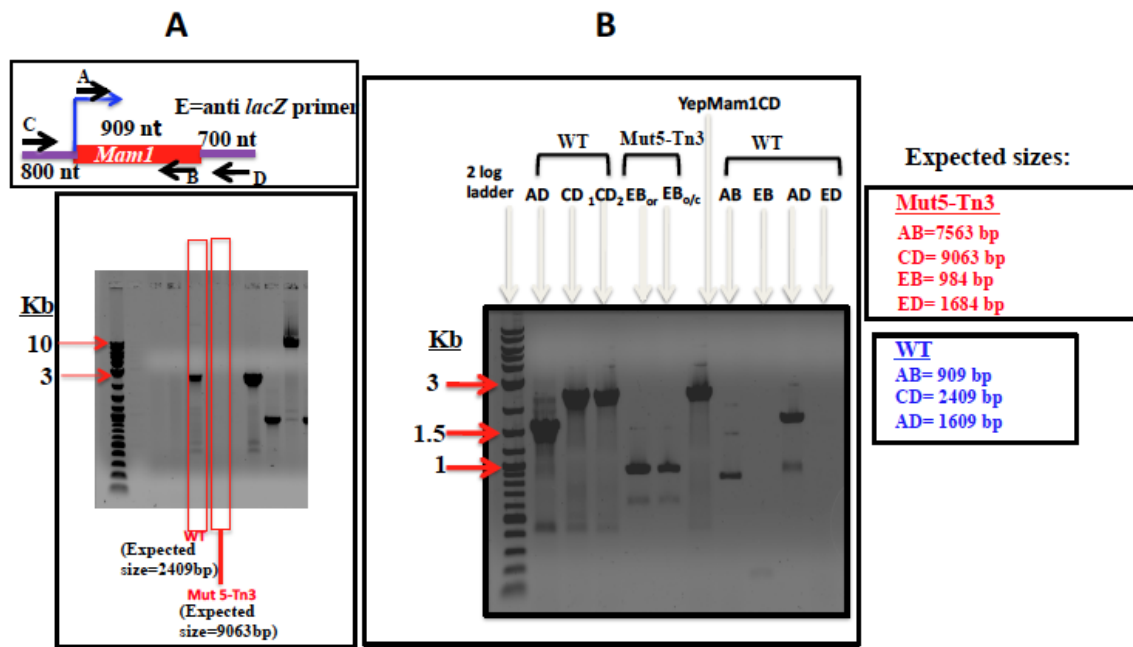 A
B
A
E=anti lacZ primer
C
909 nt
700 nt
Mam1
800 nt
B
D
Kb
10
3
WT
(Expected
size=2409bp)
Mut 5-Tn3
(Expected
size=9063bp)
YepMam1CD
WT
Mut5-Tn3
WT
2 log
ladder
AD CD 1CD2 EBor EBo/c AB EB AD ED
Kb
3
1.5
1
Expected sizes:
Mut5-Tn3
AB=7563 bp
CD= 9063 bp
EB= 984 bp
ED= 1684 bp
WT
AB= 909 bp
CD= 2409 bp
AD= 1609 bp